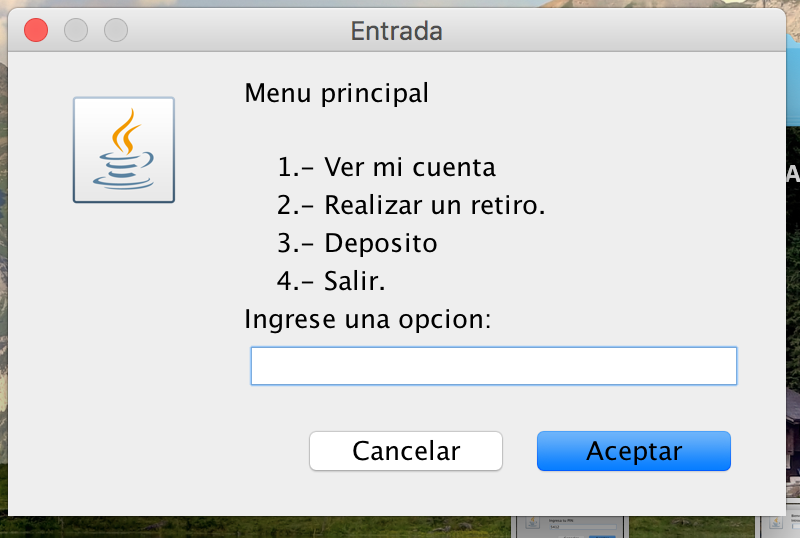 Entrada
Menu principal
1.- Ver mi cuenta
2.- Realizar un retiro.
3.- Deposito
4.- Salir.
Ingrese una opcion:
Cancelar
Aceptar